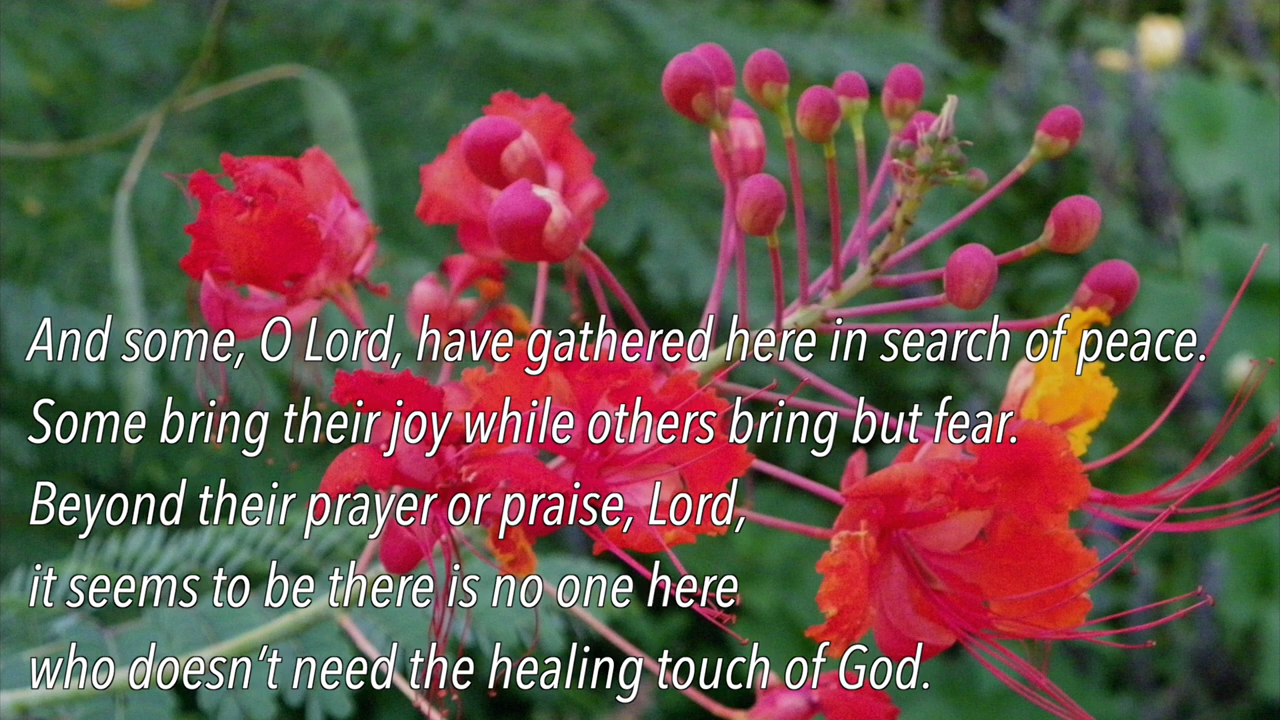 And some, O Lord, have gathered here in search of peace.
Some bring their joy while others bring but fear.
Beyond their prayer or praise, Lord,
it seems to be there is no one here
who doesn’t need the healing touch of God.